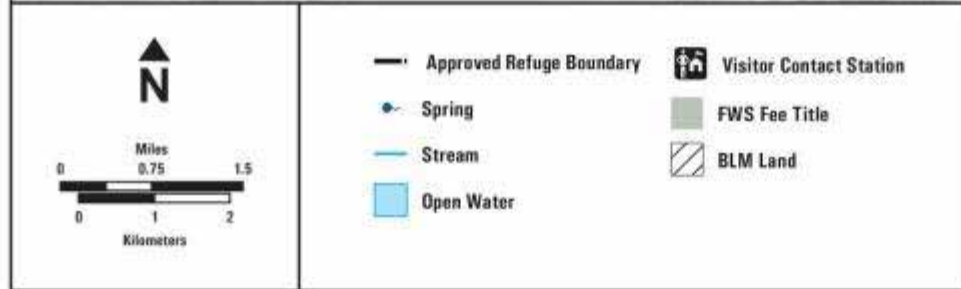 N
Miles
0 0.75 1.5
0 1 2
Kilometers
Approved Refuge Boundary
Spring
Stream
Open Water
Visitor Contact Station
FWS Fee Title
BLM Land